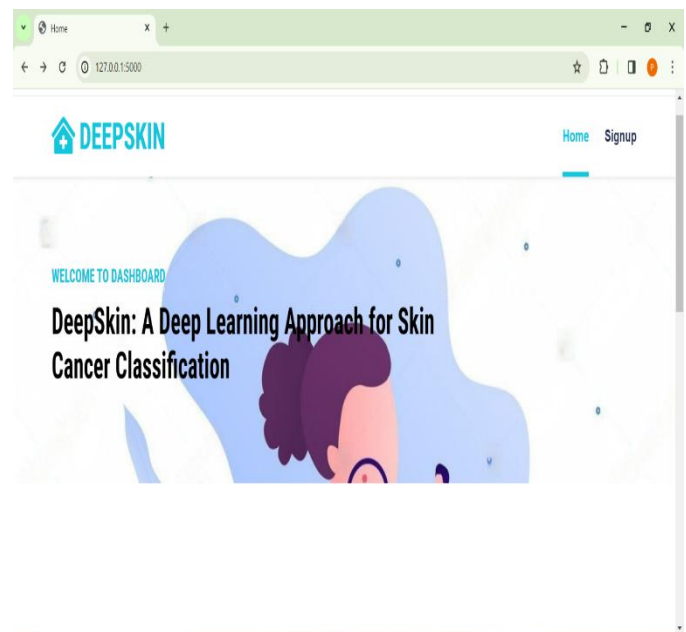 Home
127.0.0.1:5000
P
DEEPSKIN
Home Signup
WELCOME TO DASHBOARD
DeepSkin: A Deep Learning Approach for Skin
Cancer Classification